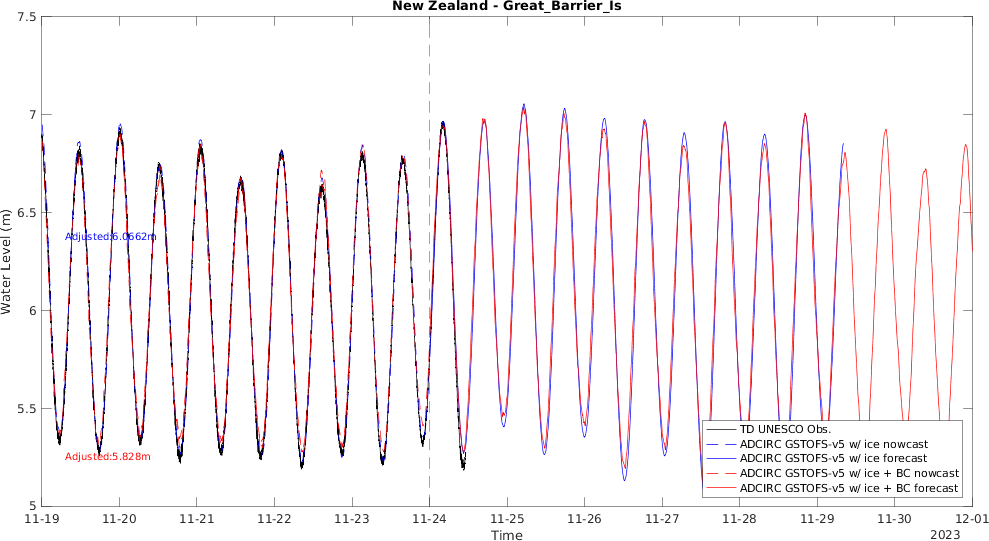 New Zealand - Great_Barrier_Is
7.5
7
6.5
6
5.5
5
Water Level (m)
Adjusted:6.0662m
Adjusted:5.828m
TD UNESCO Obs.
ADCIRC GSTOFS-v5 w/ ice nowcast
ADCIRC GSTOFS-v5 w/ ice forecast
ADCIRC GSTOFS-v5 w/ ice + BC nowcast
ADCIRC GSTOFS-v5 w/ ice + BC forecast
11-19 11-20 11-21 11-22 11-23 11-24 11-25 11-26 11-27 11-28 11-29 11-30 12-01
Time
2023